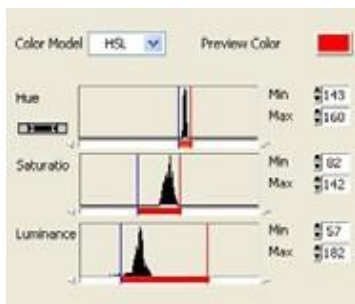 Color Model HSL Preview Color
Hue Min 143
Max 160
Saturatio Min 82
Max 142
Luminance Min 57
Max 182